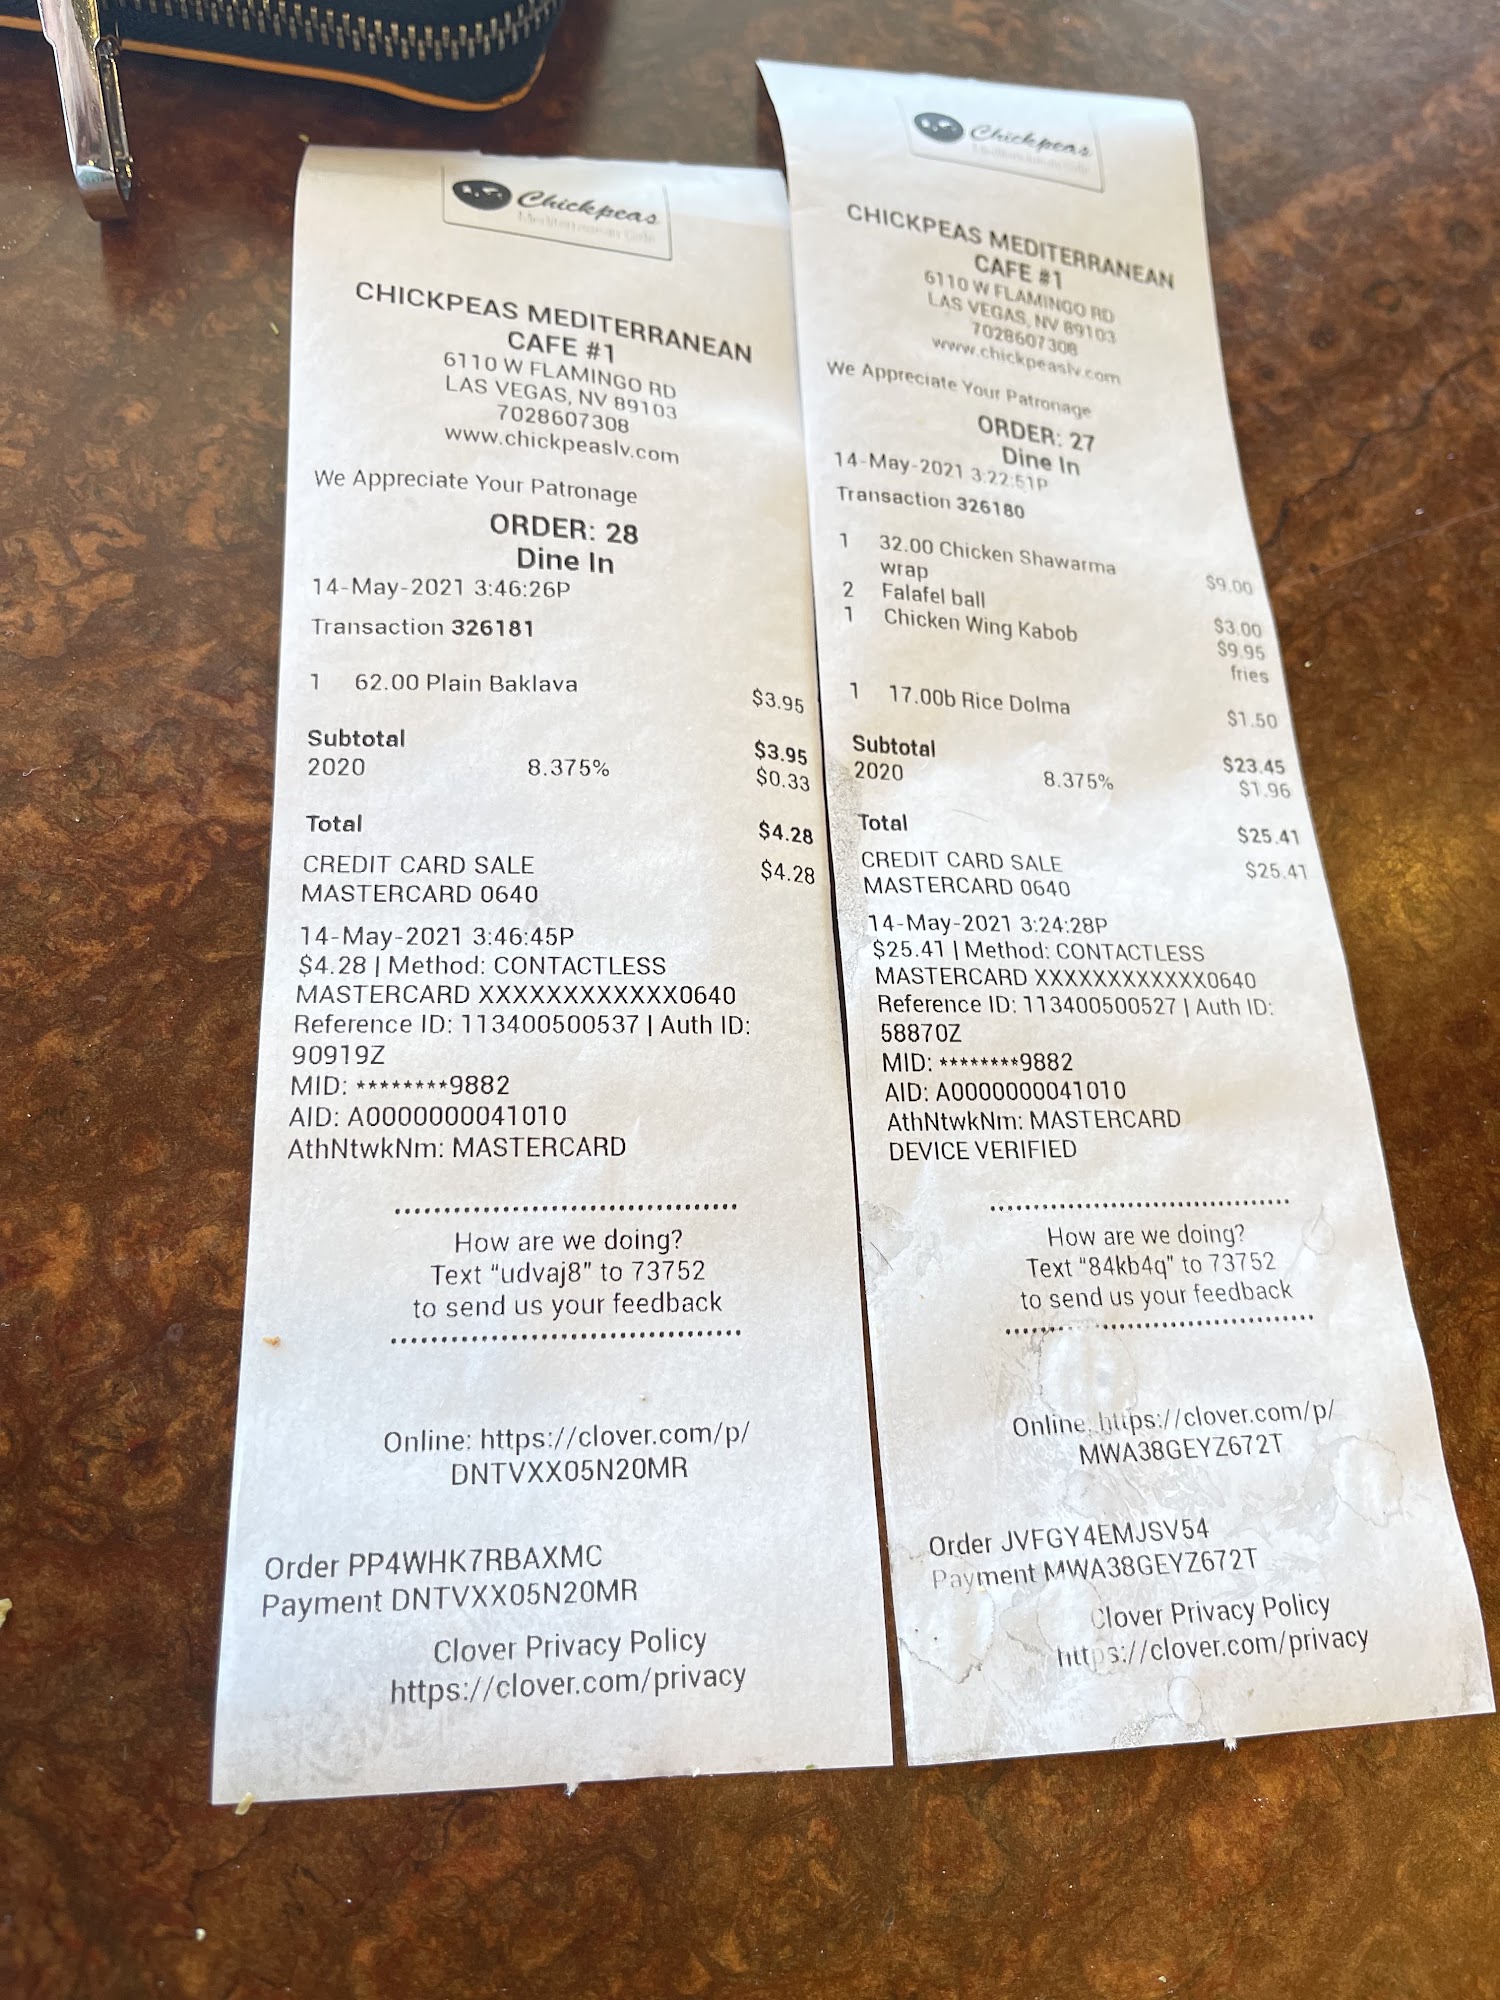 Chickpeas
Mediterranean Cafe
CHICKPEAS MEDITERRANEAN
CAFE #1
6110 W FLAMINGO RD
LAS VEGAS, NV 89103
7028607308
www.chickpeaslv.com
We Appreciate Your Patronage
ORDER: 28
Dine In
14-May-2021 3:46:26P
Transaction 326181
1 62.00 Plain Baklava $3.95
Subtotal $3.95
2020 8.375% $0.33
Total $4.28
CREDIT CARD SALE $4.28
MASTERCARD 0640
14-May-2021 3:46:45P
$4.28 | Method: CONTACTLESS
MASTERCARD XXXXXXXXXXXX0640
Reference ID: 113400500537 | Auth ID:
90919Z
MID: ********9882
AID: A0000000041010
AthNtwkNm: MASTERCARD
How are we doing?
Text "udvaj8" to 73752
to send us your feedback
Online: https://clover.com/p/
DNTVXX05N20MR
Order PP4WHK7RBAXMC
Payment DNTVXX05N20MR
Clover Privacy Policy
https://clover.com/privacy
Chickpeas
Mediterranean Cafe
CHICKPEAS MEDITERRANEAN
CAFE #1
6110 W FLAMINGO RD
LAS VEGAS, NV 89103
7028607308
www.chickpeaslv.com
We Appreciate Your Patronage
ORDER: 27
Dine In
14-May-2021 3:22:51P
Transaction 326180
1 32.00 Chicken Shawarma
wrap $9.00
2 Falafel ball $3.00
1 Chicken Wing Kabob $9.95
fries
1 17.00b Rice Dolma $1.50
Subtotal $23.45
2020 8.375% $1.96
Total $25.41
CREDIT CARD SALE $25.41
MASTERCARD 0640
14-May-2021 3:24:28P
$25.41 | Method: CONTACTLESS
MASTERCARD XXXXXXXXXXXX0640
Reference ID: 113400500527 | Auth ID:
58870Z
MID: ********9882
AID: A0000000041010
AthNtwkNm: MASTERCARD
DEVICE VERIFIED
How are we doing?
Text "84kb4q" to 73752
to send us your feedback
Online: https://clover.com/p/
MWA38GEYZ672T
Order JVFGY4EMJSV54
Payment MWA38GEYZ672T
Clover Privacy Policy
https://clover.com/privacy